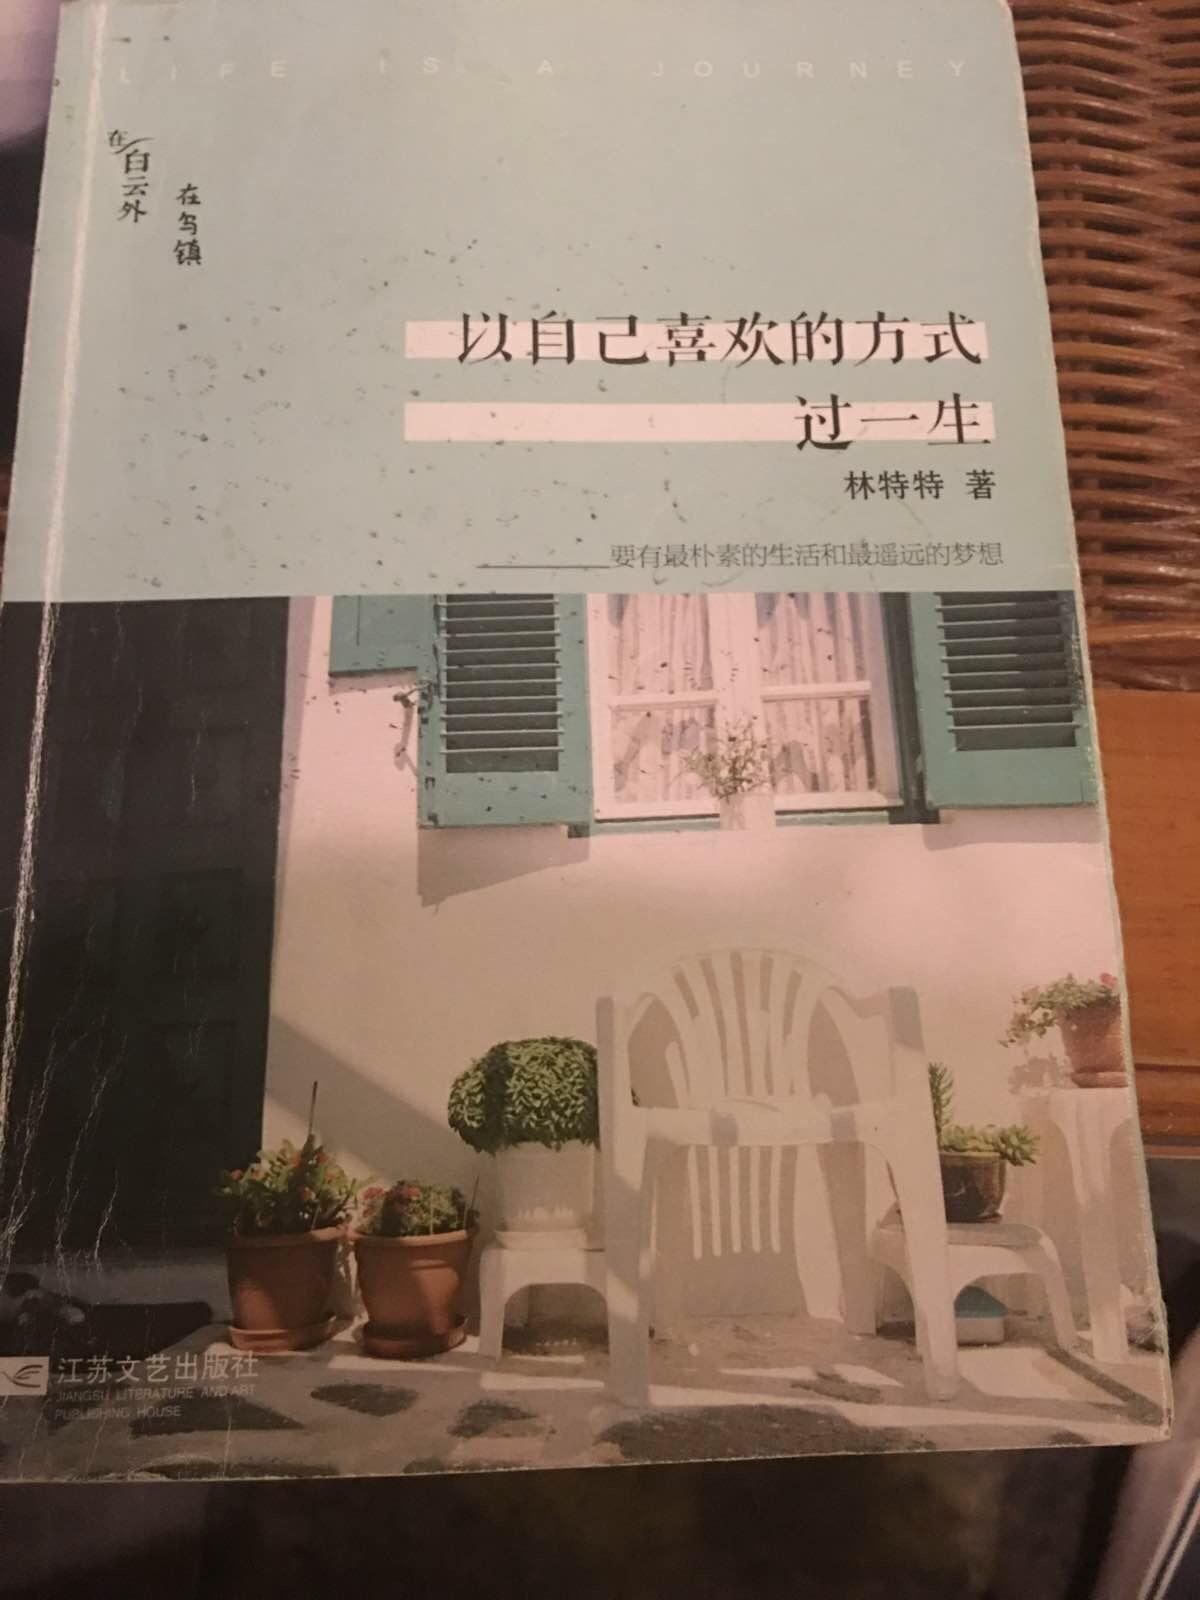 LIFE IS A JOURNEY
在白云外
在乌镇
以自己喜欢的方式
过一生
林特特 著
要有最朴素的生活和最遥远的梦想
江苏文艺出版社
JIANGSU LITERATURE AND ART
PUBLISHING HOUSE